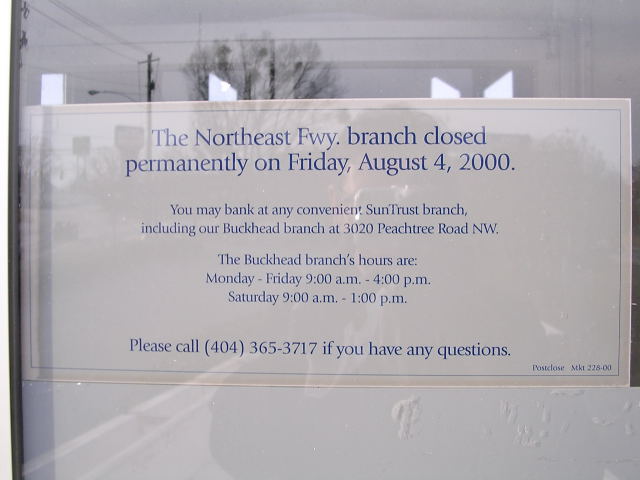 The Northeast Fwy. branch closed
permanently on Friday, August 4, 2000.
You may bank at any convenient SunTrust branch,
including our Buckhead branch at 3020 Peachtree Road NW.
The Buckhead branch's hours are:
Monday - Friday 9:00 a.m. - 4:00 p.m.
Saturday 9:00 a.m. - 1:00 p.m.
Please call (404) 365-3717 if you have any questions.
Postclose Mkt 228-00